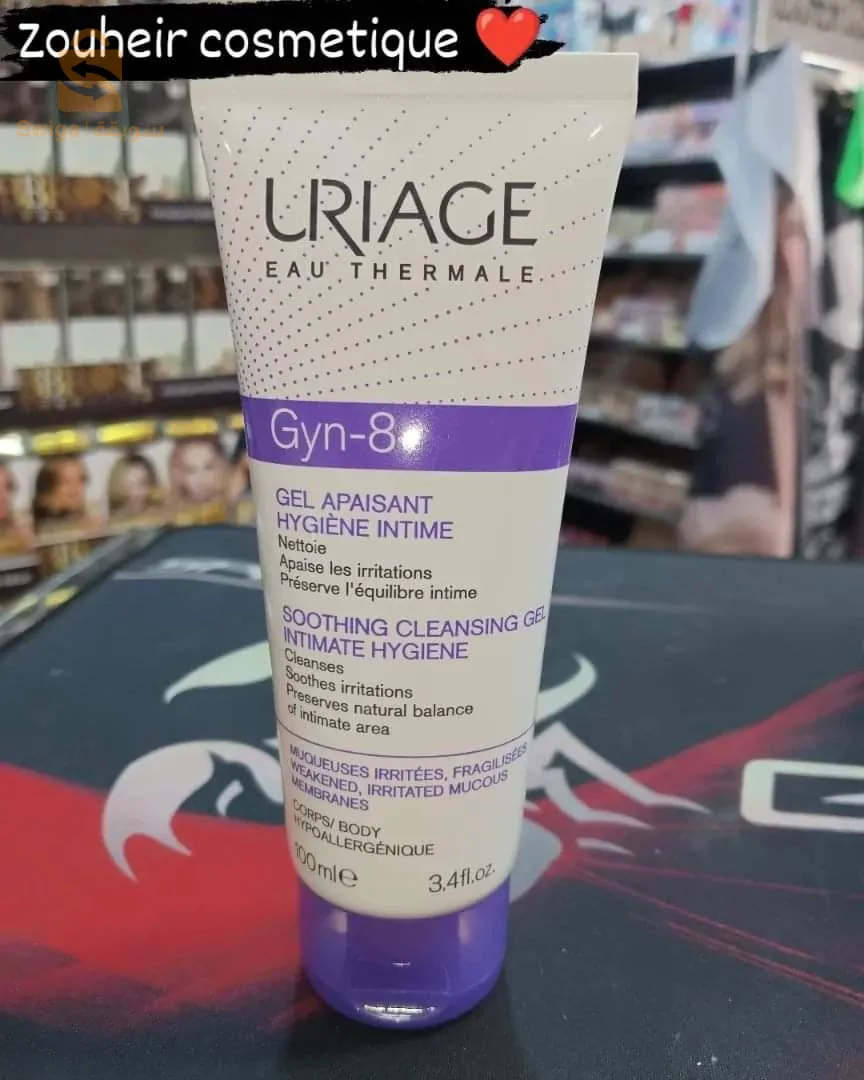 Zouheir cosmetique ❤️
URIAGE
EAU THERMALE
Gyn-8
GEL APAISANT
HYGIÈNE INTIME
Nettoie
Apaise les irritations
Préserve l'équilibre intime
SOOTHING CLEANSING GEL
INTIMATE HYGIENE
Cleanses
Soothes irritations
Preserves natural balance
of intimate area
MUQUEUSES IRRITÉES, FRAGILISÉES
WEAKENED, IRRITATED MUCOUS
MEMBRANES
CORPS/ BODY
HYPOALLERGÉNIQUE
100ml℮ 3,4fl.oz.